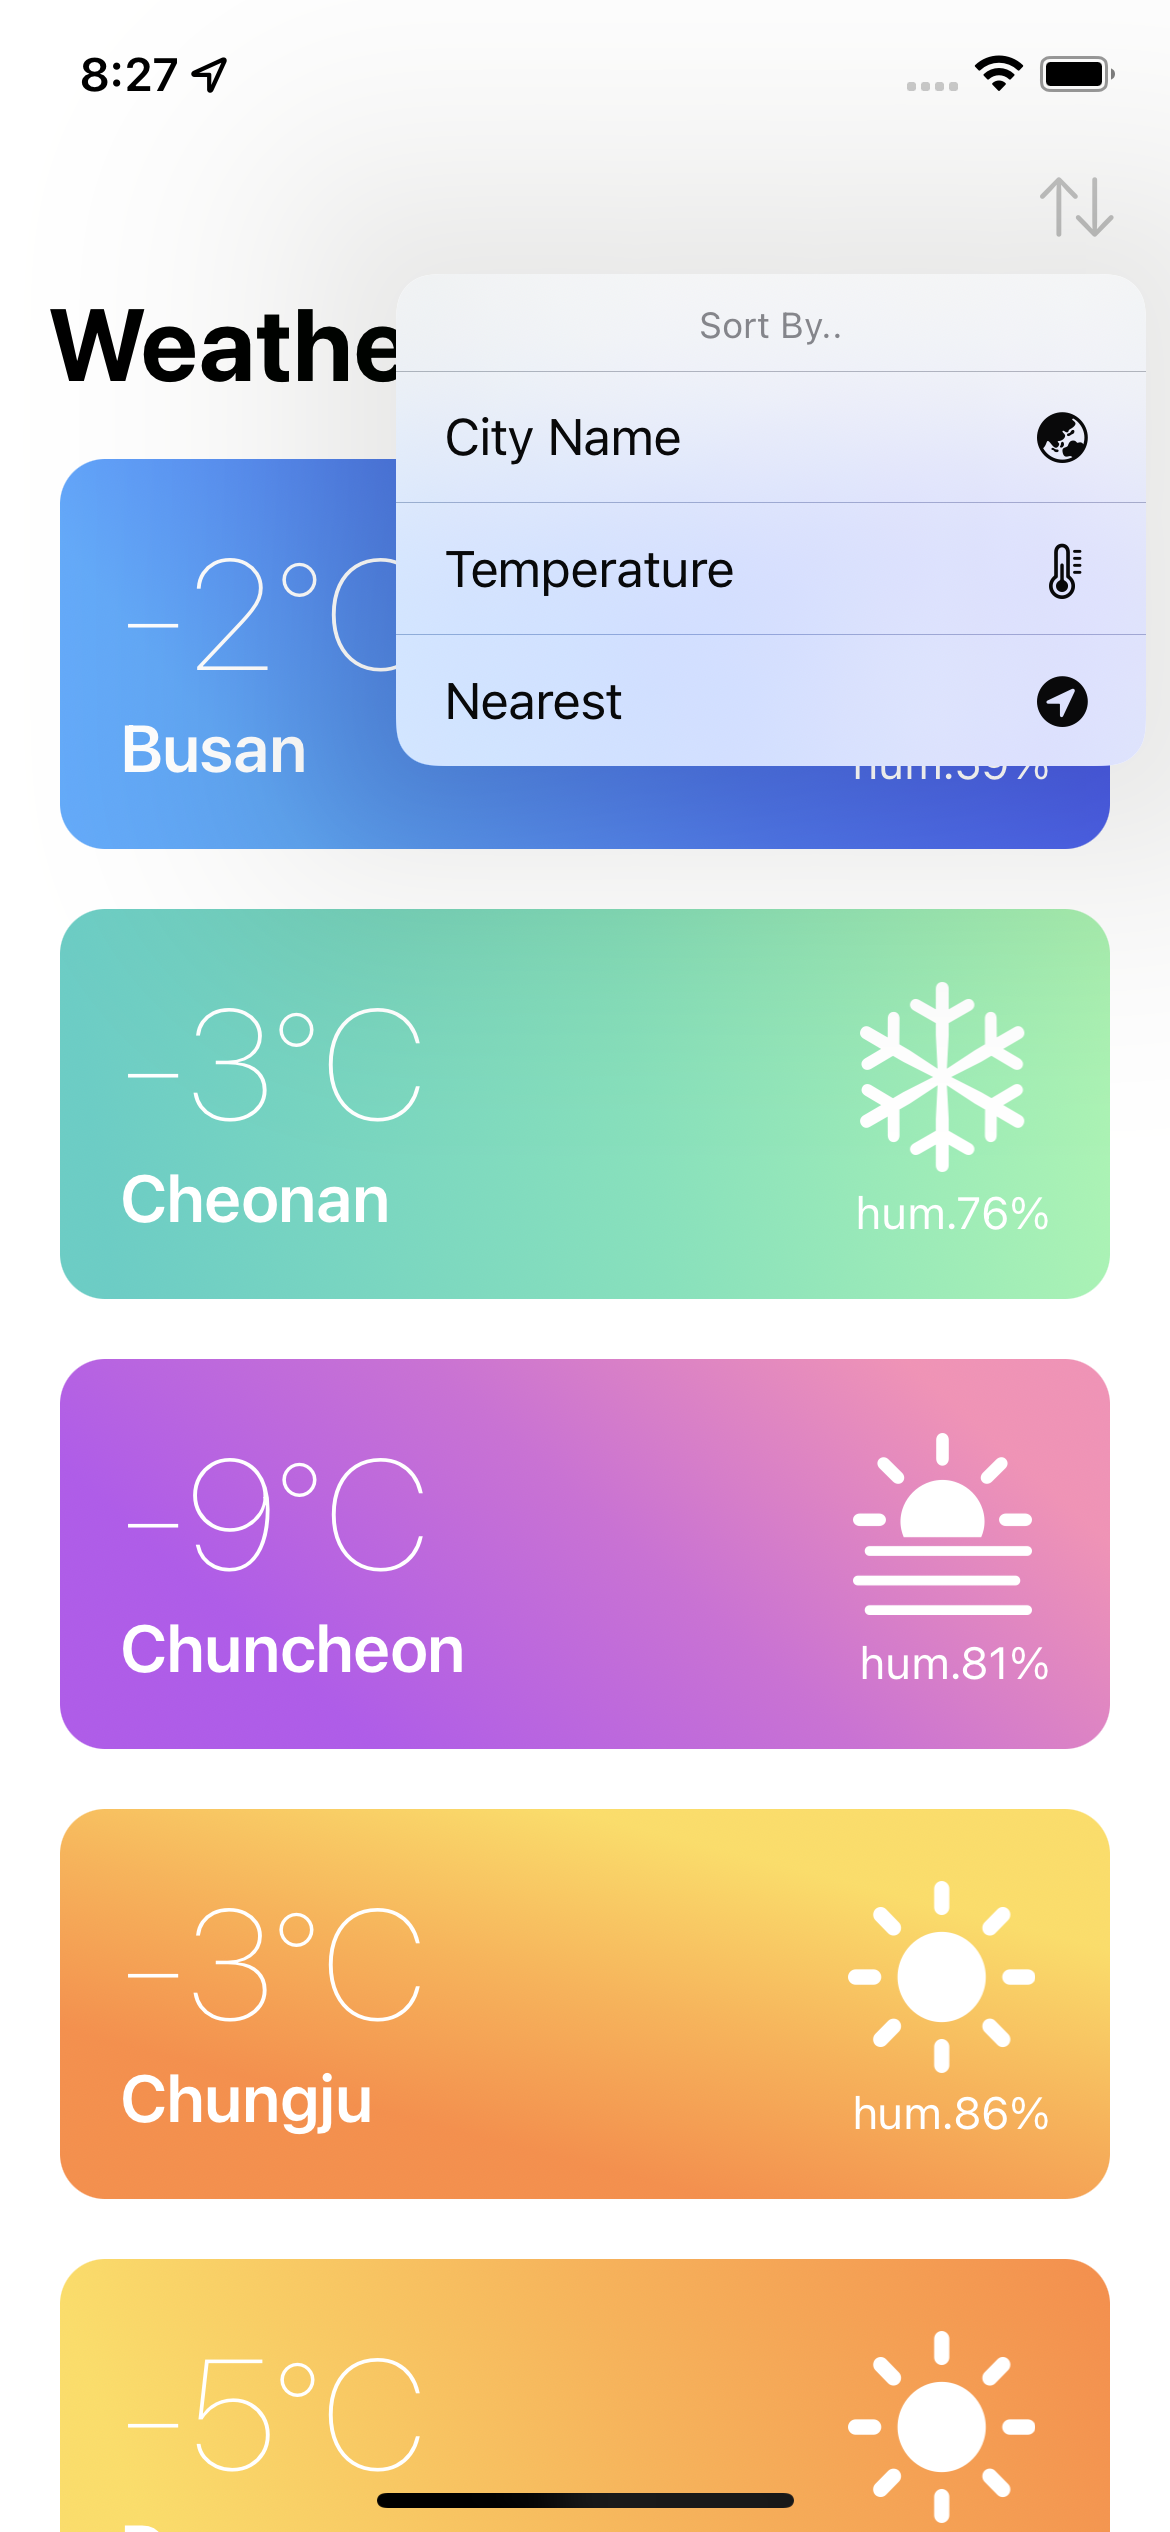 8:27
Sort By..
Weathe
City Name
Temperature
Nearest
-2°C
Busan
hum.59%
-3°C
Cheonan
hum.76%
-9°C
Chuncheon
hum.81%
-3°C
Chungju
hum.86%
-5°C